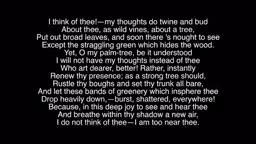 I think of thee!—my thoughts do twine and bud
About thee, as wild vines, about a tree,
Put out broad leaves, and soon there 's nought to see
Except the straggling green which hides the wood.
Yet, O my palm-tree, be it understood
I will not have my thoughts instead of thee
Who art dearer, better! Rather, instantly
Renew thy presence; as a strong tree should,
Rustle thy boughs and set thy trunk all bare,
And let these bands of greenery which insphere thee
Drop heavily down,—burst, shattered, everywhere!
Because, in this deep joy to see and hear thee
And breathe within thy shadow a new air,
I do not think of thee—I am too near thee.